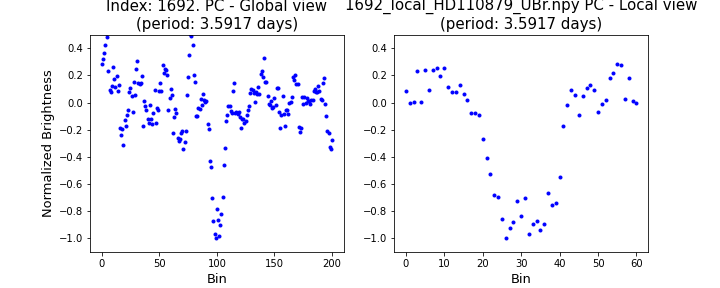 Index: 1692. PC - Global view
(period: 3.5917 days)
1692_local_HD110879_UBr.npy PC - Local view
(period: 3.5917 days)
Normalized Brightness
0.4
0.2
0.0
−0.2
−0.4
−0.6
−0.8
−1.0
0 50 100 150 200
Bin
0.4
0.2
0.0
−0.2
−0.4
−0.6
−0.8
−1.0
0 10 20 30 40 50 60
Bin